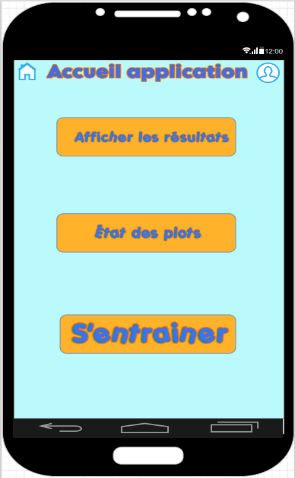 12:00
Accueil application
Afficher les résultats
État des plots
S'entrainer